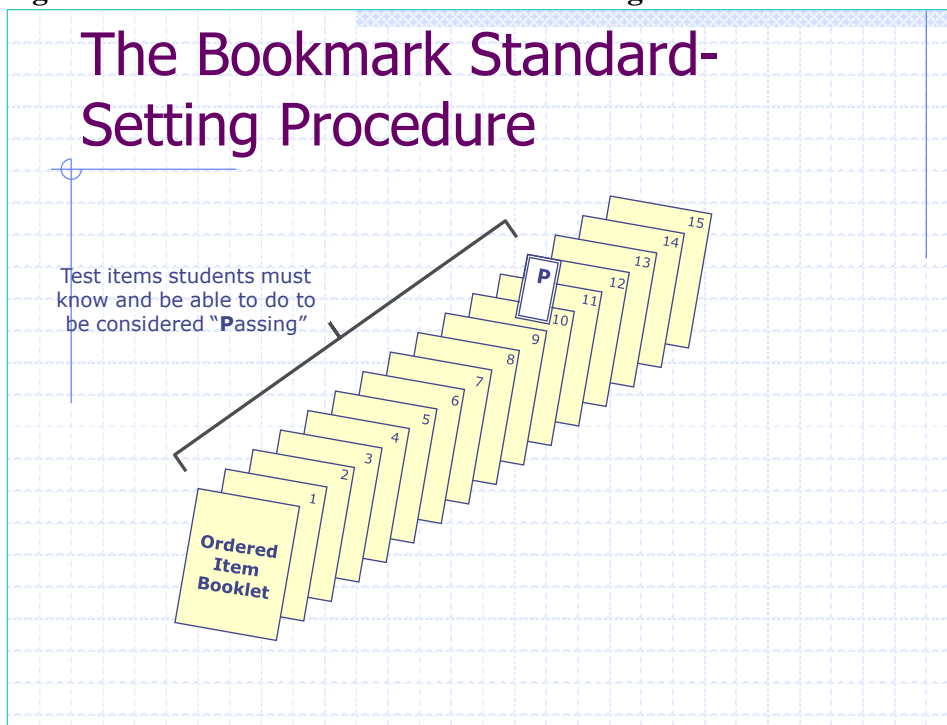 The Bookmark Standard-
Setting Procedure
Test items students must
know and be able to do to
be considered “Passing”
P
15
14
13
12
11
10
9
8
7
6
5
4
3
2
1
Ordered
Item
Booklet